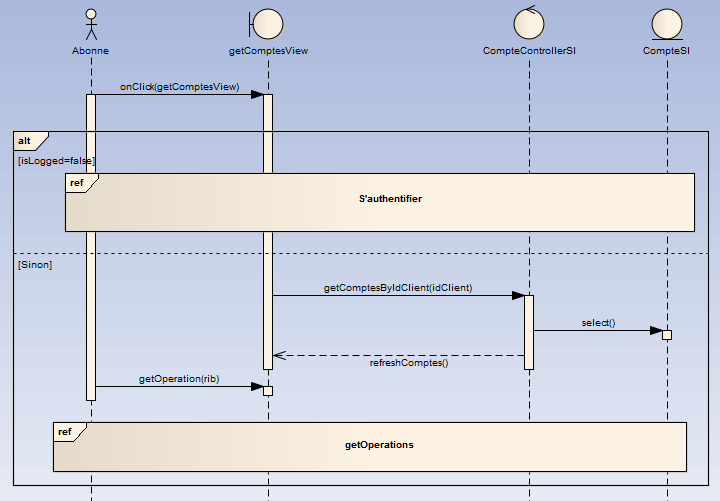 Abonne
getComptesView
CompteControllerSI
CompteSI
onClick(getComptesView)
alt
[isLogged=false]
ref
S'authentifier
[Sinon]
getComptesByIdClient(idClient)
select()
refreshComptes()
getOperation(rib)
ref
getOperations